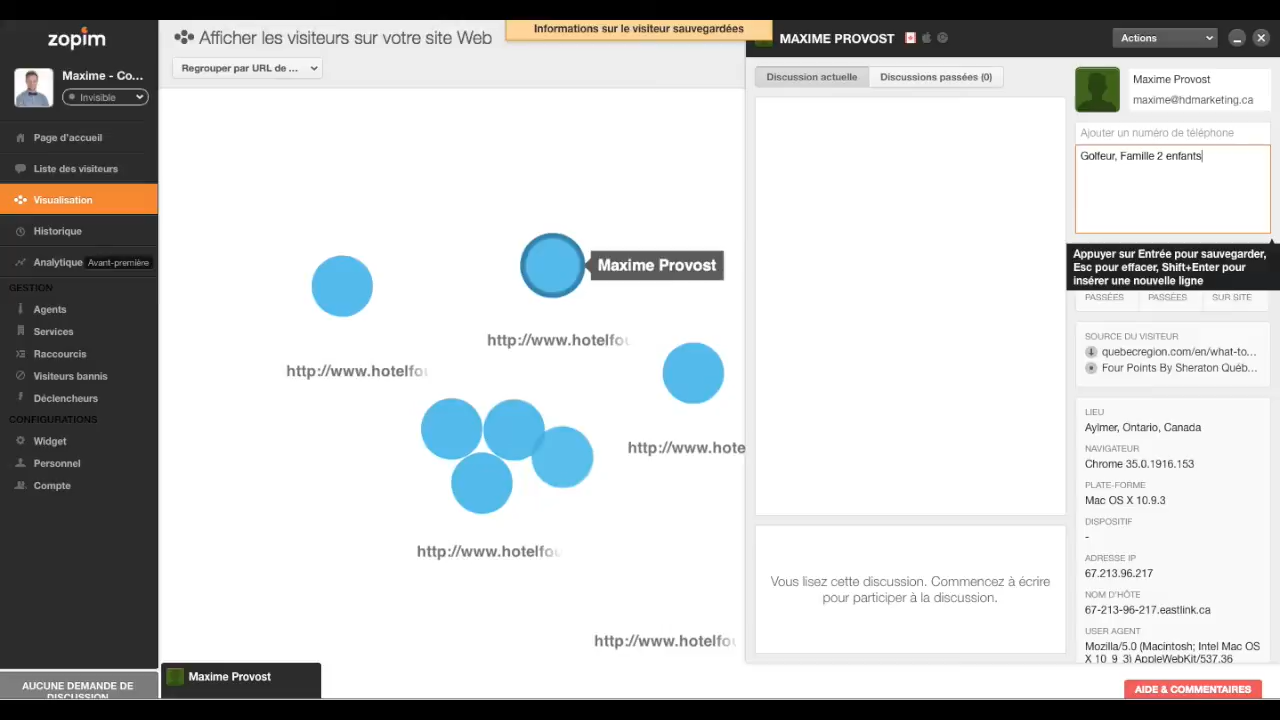 zopim
Maxime - Co...
Invisible
Page d'accueil
Liste des visiteurs
Visualisation
Historique
Analytique Avant-première
GESTION
Agents
Services
Raccourcis
Visiteurs bannis
Déclencheurs
CONFIGURATIONS
Widget
Personnel
Compte
AUCUNE DEMANDE DE
DISCUSSION
Afficher les visiteurs sur votre site Web
Informations sur le visiteur sauvegardées
Regrouper par URL de ...
Maxime Provost
http://www.hotelfou
http://www.hotelfou
http://www.hotel
http://www.hotelfou
http://www.hotelfou
Maxime Provost
MAXIME PROVOST
Actions
Discussion actuelle
Discussions passées (0)
Vous lisez cette discussion. Commencez à écrire
pour participer à la discussion.
Maxime Provost
maxime@hdmarketing.ca
Ajouter un numéro de téléphone
Golfeur, Famille 2 enfants
Appuyer sur Entrée pour sauvegarder,
Esc pour effacer, Shift+Enter pour
insérer une nouvelle ligne
PASSÉES PASSÉES SUR SITE
SOURCE DU VISITEUR
quebecregion.com/en/what-to...
Four Points By Sheraton Québ...
LIEU
Aylmer, Ontario, Canada
NAVIGATEUR
Chrome 35.0.1916.153
PLATE-FORME
Mac OS X 10.9.3
DISPOSITIF
-
ADRESSE IP
67.213.96.217
NOM D'HÔTE
67-213-96-217.eastlink.ca
USER AGENT
Mozilla/5.0 (Macintosh; Intel Mac OS
X 10_9_3) AppleWebKit/537.36
AIDE & COMMENTAIRES